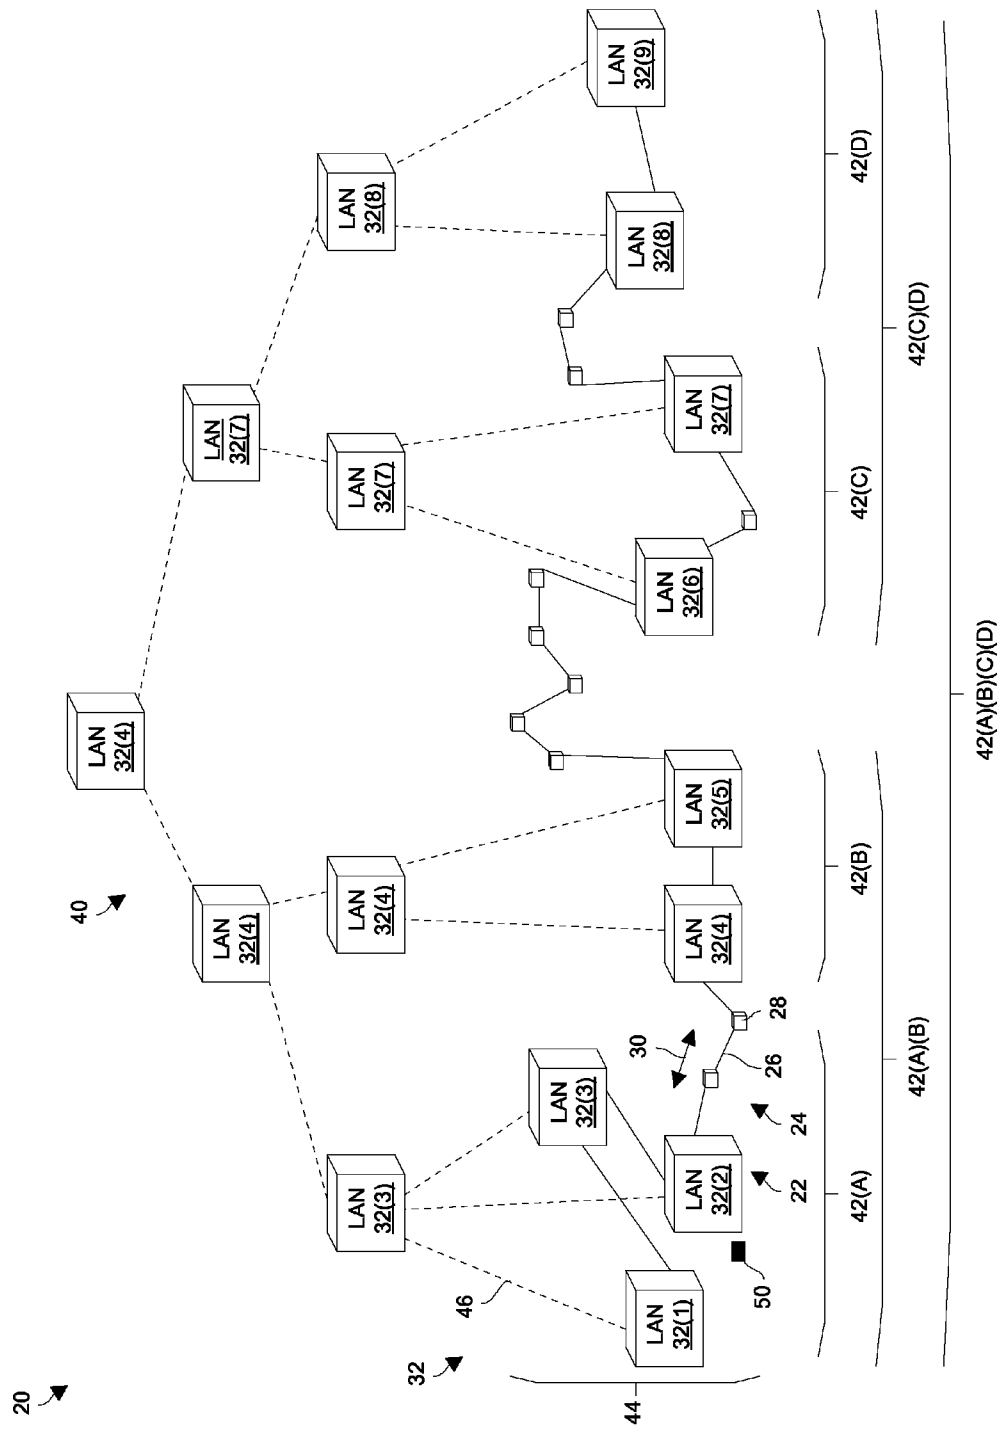 20
40
LAN
32(4)
LAN
32(4)
LAN
32(7)
LAN
32(3)
LAN
32(4)
LAN
32(7)
LAN
32(8)
32
46
44
LAN
32(1)
LAN
32(2)
LAN
32(3)
LAN
32(4)
LAN
32(5)
LAN
32(6)
LAN
32(7)
LAN
32(8)
LAN
32(9)
50
22
24
26
28
30
42(A)
42(B)
42(C)
42(D)
42(A)(B)
42(C)(D)
42(A)(B)(C)(D)